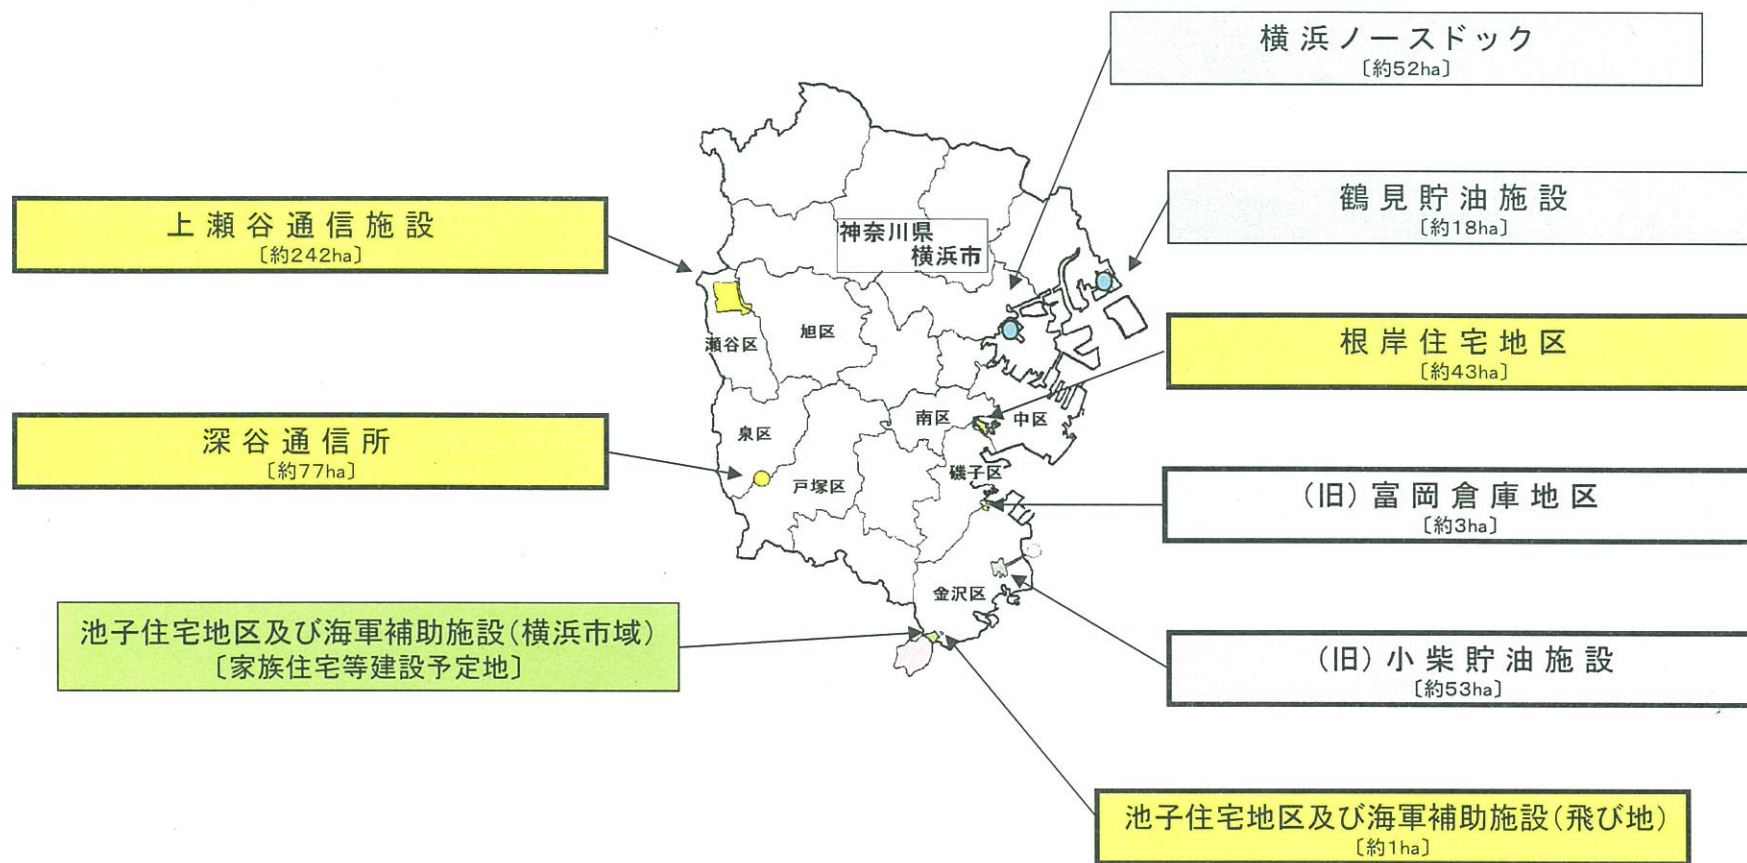 横浜ノースドック
〔約52ha〕
鶴見貯油施設
〔約18ha〕
上瀬谷通信施設
〔約242ha〕
神奈川県
横浜市
旭区
瀬谷区
根岸住宅地区
〔約43ha〕
深谷通信所
〔約77ha〕
泉区
南区
中区
戸塚区
磯子区
(旧)富岡倉庫地区
〔約3ha〕
金沢区
池子住宅地区及び海軍補助施設(横浜市域)
〔家族住宅等建設予定地〕
(旧)小柴貯油施設
〔約53ha〕
池子住宅地区及び海軍補助施設(飛び地)
〔約1ha〕